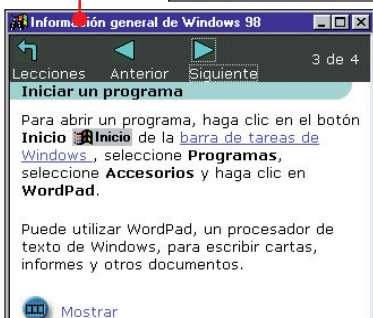 Información general de Windows 98
3 de 4
Lecciones Anterior Siguiente
Iniciar un programa
Para abrir un programa, haga clic en el botón
Inicio Inicio de la barra de tareas de
Windows , seleccione Programas,
seleccione Accesorios y haga clic en
WordPad.
Puede utilizar WordPad, un procesador de
texto de Windows, para escribir cartas,
informes y otros documentos.
Mostrar